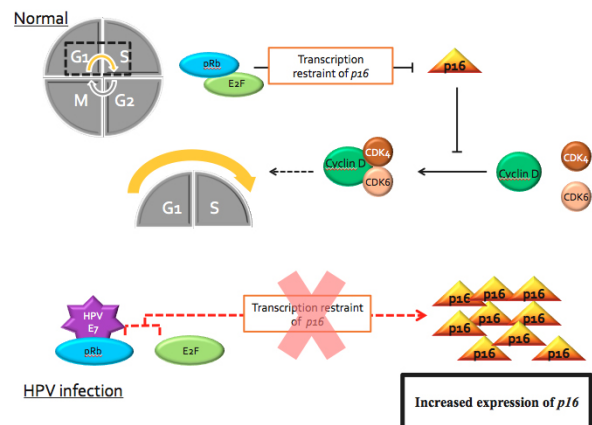 Normal
G1
S
M
G2
pRb
E2F
Transcription
restraint of p16
p16
Cyclin D
CDK4
CDK6
Cyclin D
CDK4
CDK6
G1
S
HPV
E7
pRb
E2F
Transcription restraint
of p16
p16
p16
p16
p16
p16
p16
p16
p16
p16
HPV infection
Increased expression of p16